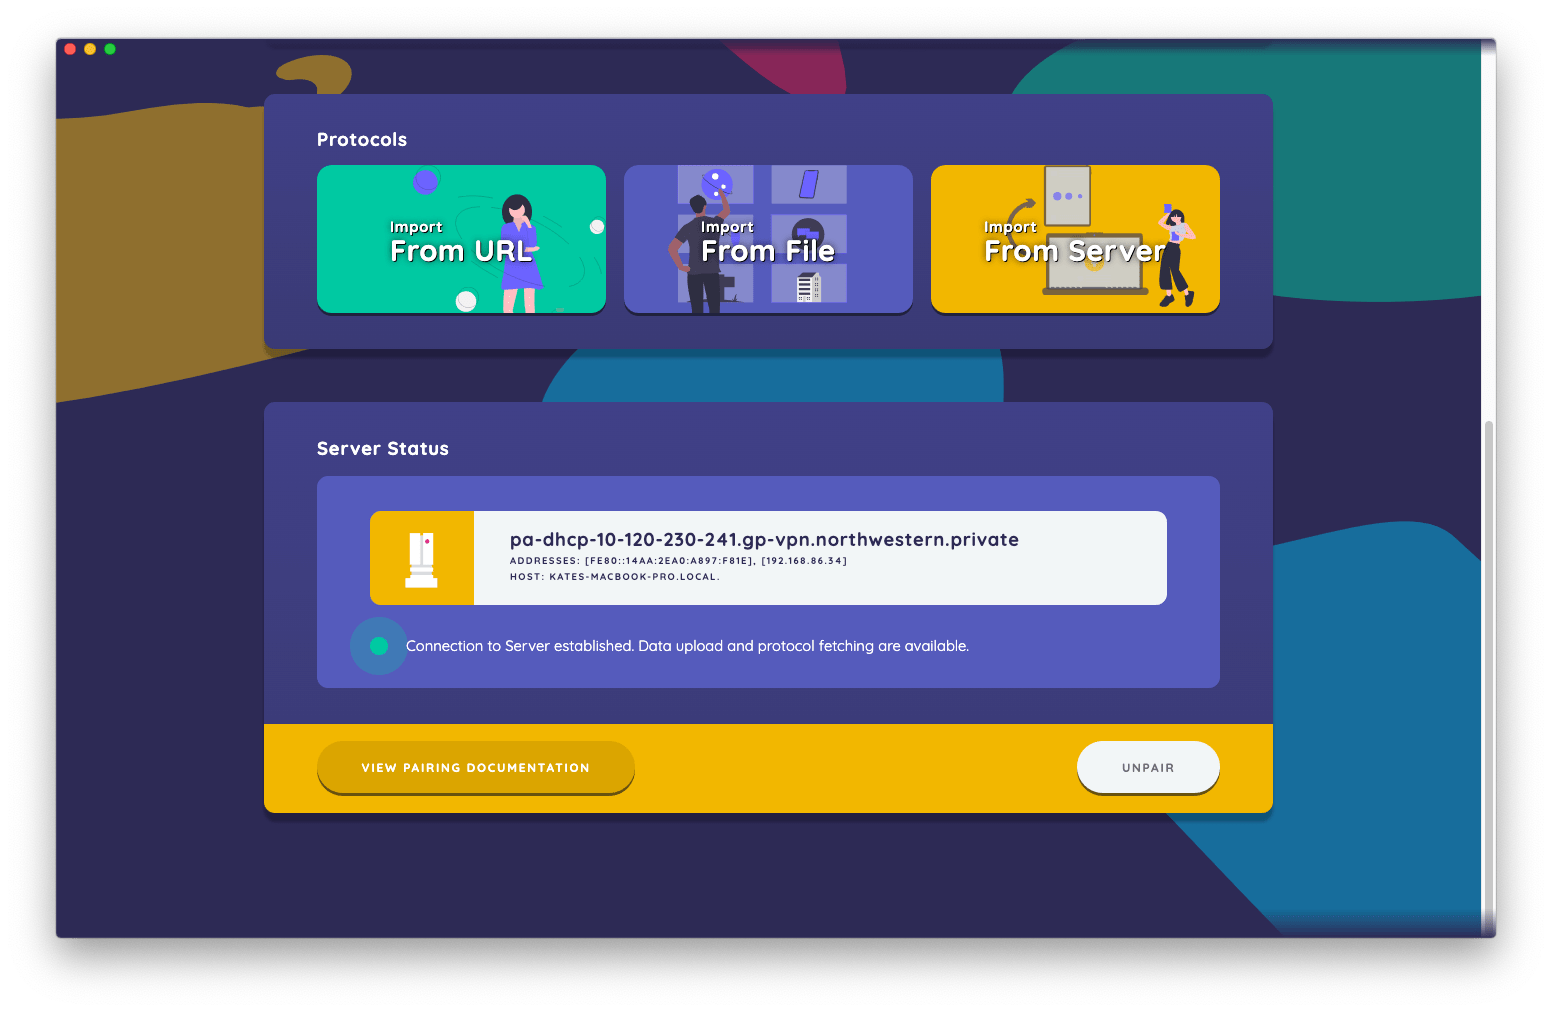 Protocols
Import
From URL
Import
From File
Import
From Server
Server Status
pa-dhcp-10-120-230-241.gp-vpn.northwestern.private
ADDRESSES: [FE80::14AA:2EA0:A897:F81E], [192.168.86.34]
HOST: KATES-MACBOOK-PRO.LOCAL.
Connection to Server established. Data upload and protocol fetching are available.
VIEW PAIRING DOCUMENTATION
UNPAIR